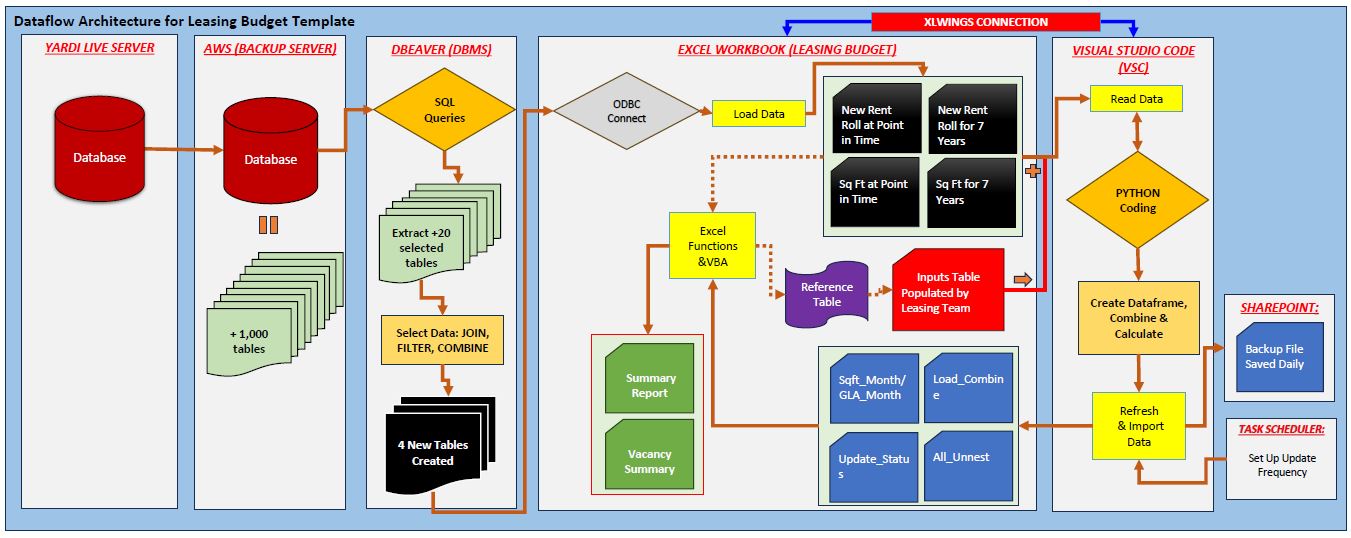 Dataflow Architecture for Leasing Budget Template
XLWINGS CONNECTION
YARDI LIVE SERVER
Database
AWS (BACKUP SERVER)
Database
+ 1,000
tables
DBEAVER (DBMS)
SQL
Queries
Extract +20
selected
tables
Select Data: JOIN,
FILTER, COMBINE
4 New Tables
Created
EXCEL WORKBOOK (LEASING BUDGET)
ODBC
Connect
Load Data
New Rent
Roll at Point
in Time
New Rent
Roll for 7
Years
Sq Ft at Point
in Time
Sq Ft for 7
Years
Excel
Functions
&VBA
Reference
Table
Inputs Table
Populated by
Leasing Team
Summary
Report
Vacancy
Summary
Sqft_Month/
GLA_Month
Load_Combin
e
Update_Statu
s
All_Unnest
VISUAL STUDIO CODE
(VSC)
Read Data
PYTHON
Coding
Create Dataframe,
Combine &
Calculate
Refresh
& Import
Data
SHAREPOINT:
Backup File
Saved Daily
TASK SCHEDULER:
Set Up Update
Frequency